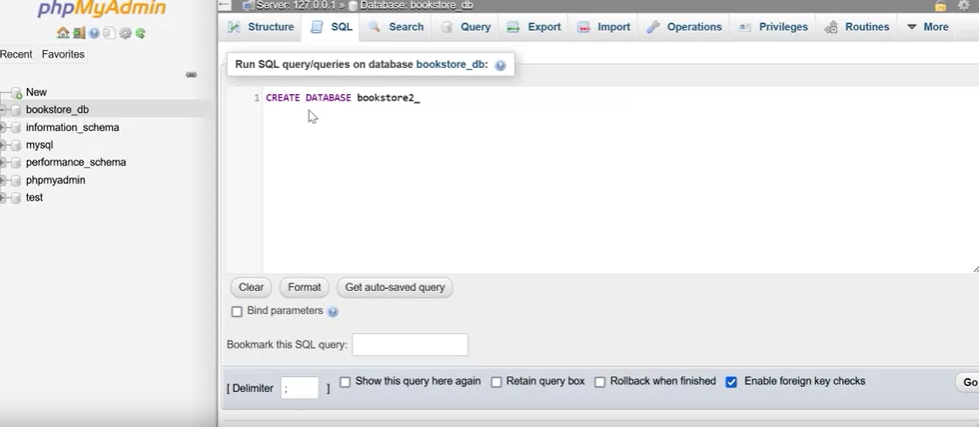 phpMyAdmin
Server: 127.0.0.1 » Database: bookstore_db
Recent Favorites
New
bookstore_db
information_schema
mysql
performance_schema
phpmyadmin
test
Structure SQL Search Query Export Import Operations Privileges Routines More
Run SQL query/queries on database bookstore_db:
1 CREATE DATABASE bookstore2_
Clear Format Get auto-saved query
Bind parameters
Bookmark this SQL query:
[ Delimiter ; ] Show this query here again Retain query box Rollback when finished Enable foreign key checks Go